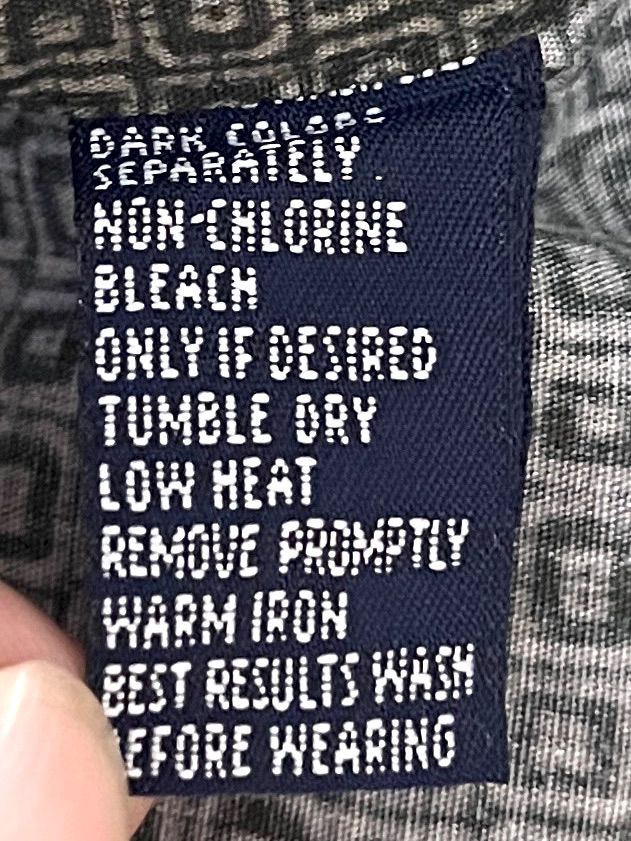 DARK COLORS
SEPARATELY.
NON-CHLORINE
BLEACH
ONLY IF DESIRED
TUMBLE DRY
LOW HEAT
REMOVE PROMPTLY
WARM IRON
BEST RESULTS WASH
BEFORE WEARING